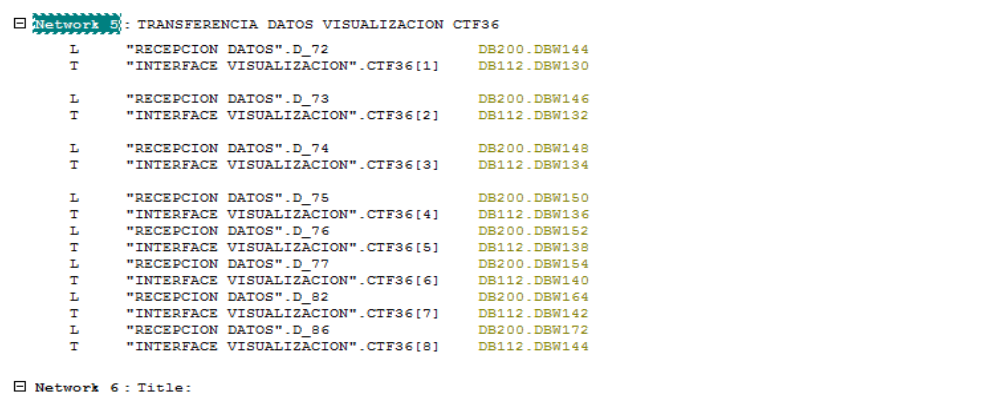 Network 5 : TRANSFERENCIA DATOS VISUALIZACION CTF36
L "RECEPCION DATOS".D_72 DB200.DBW144
T "INTERFACE VISUALIZACION".CTF36[1] DB112.DBW130
L "RECEPCION DATOS".D_73 DB200.DBW146
T "INTERFACE VISUALIZACION".CTF36[2] DB112.DBW132
L "RECEPCION DATOS".D_74 DB200.DBW148
T "INTERFACE VISUALIZACION".CTF36[3] DB112.DBW134
L "RECEPCION DATOS".D_75 DB200.DBW150
T "INTERFACE VISUALIZACION".CTF36[4] DB112.DBW136
L "RECEPCION DATOS".D_76 DB200.DBW152
T "INTERFACE VISUALIZACION".CTF36[5] DB112.DBW138
L "RECEPCION DATOS".D_77 DB200.DBW154
T "INTERFACE VISUALIZACION".CTF36[6] DB112.DBW140
L "RECEPCION DATOS".D_82 DB200.DBW164
T "INTERFACE VISUALIZACION".CTF36[7] DB112.DBW142
L "RECEPCION DATOS".D_86 DB200.DBW172
T "INTERFACE VISUALIZACION".CTF36[8] DB112.DBW144
Network 6 : Title: